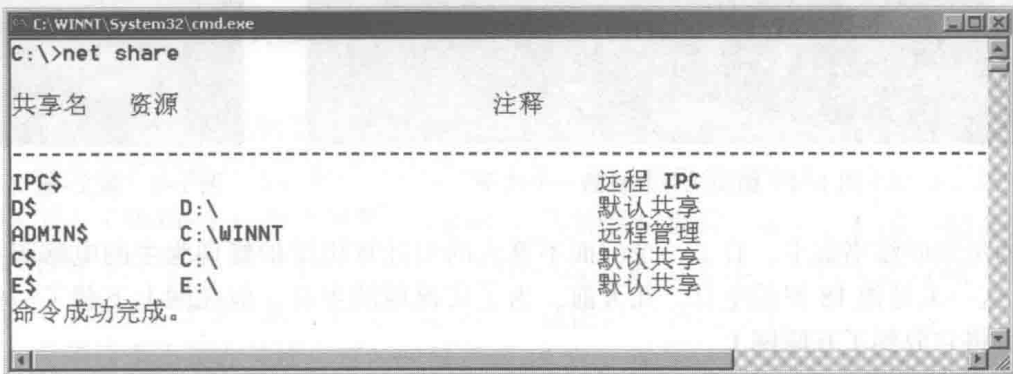 C:\WINNT\System32\cmd.exe
C:\>net share
共享名 资源 注释
-------------------------------------------------------------------------------
IPC$ 远程 IPC
D$ D:\ 默认共享
ADMIN$ C:\WINNT 远程管理
C$ C:\ 默认共享
E$ E:\ 默认共享
命令成功完成。